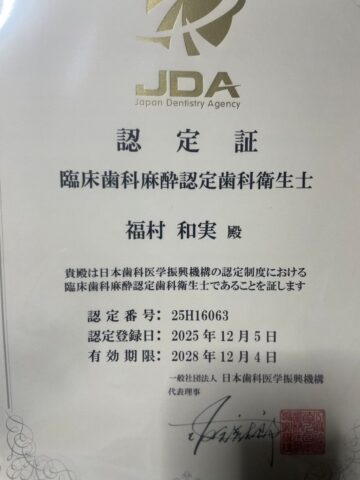 JDA
Japan Dentistry Agency
認定証
臨床歯科麻酔認定歯科衛生士
福村 和実 殿
貴殿は日本歯科医学振興機構の認定制度における
臨床歯科麻酔認定歯科衛生士であることを証します
認定番号：25H16063
認定登録日：2025年12月5日
有効期限：2028年12月4日
一般社団法人 日本歯科医学振興機構
代表理事